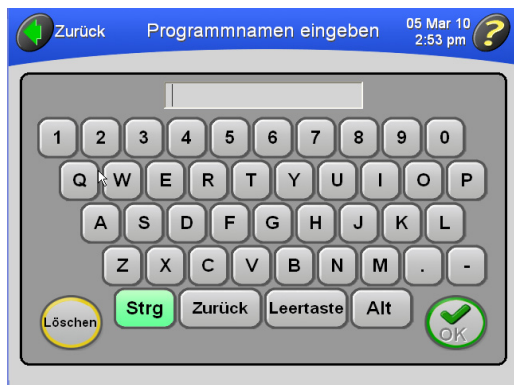 Zurück
Programmnamen eingeben
05 Mar 10
2:53 pm
?
1 2 3 4 5 6 7 8 9 0
Q W E R T Y U I O P
A S D F G H J K L
Z X C V B N M . -
Löschen
Strg Zurück Leertaste Alt
OK